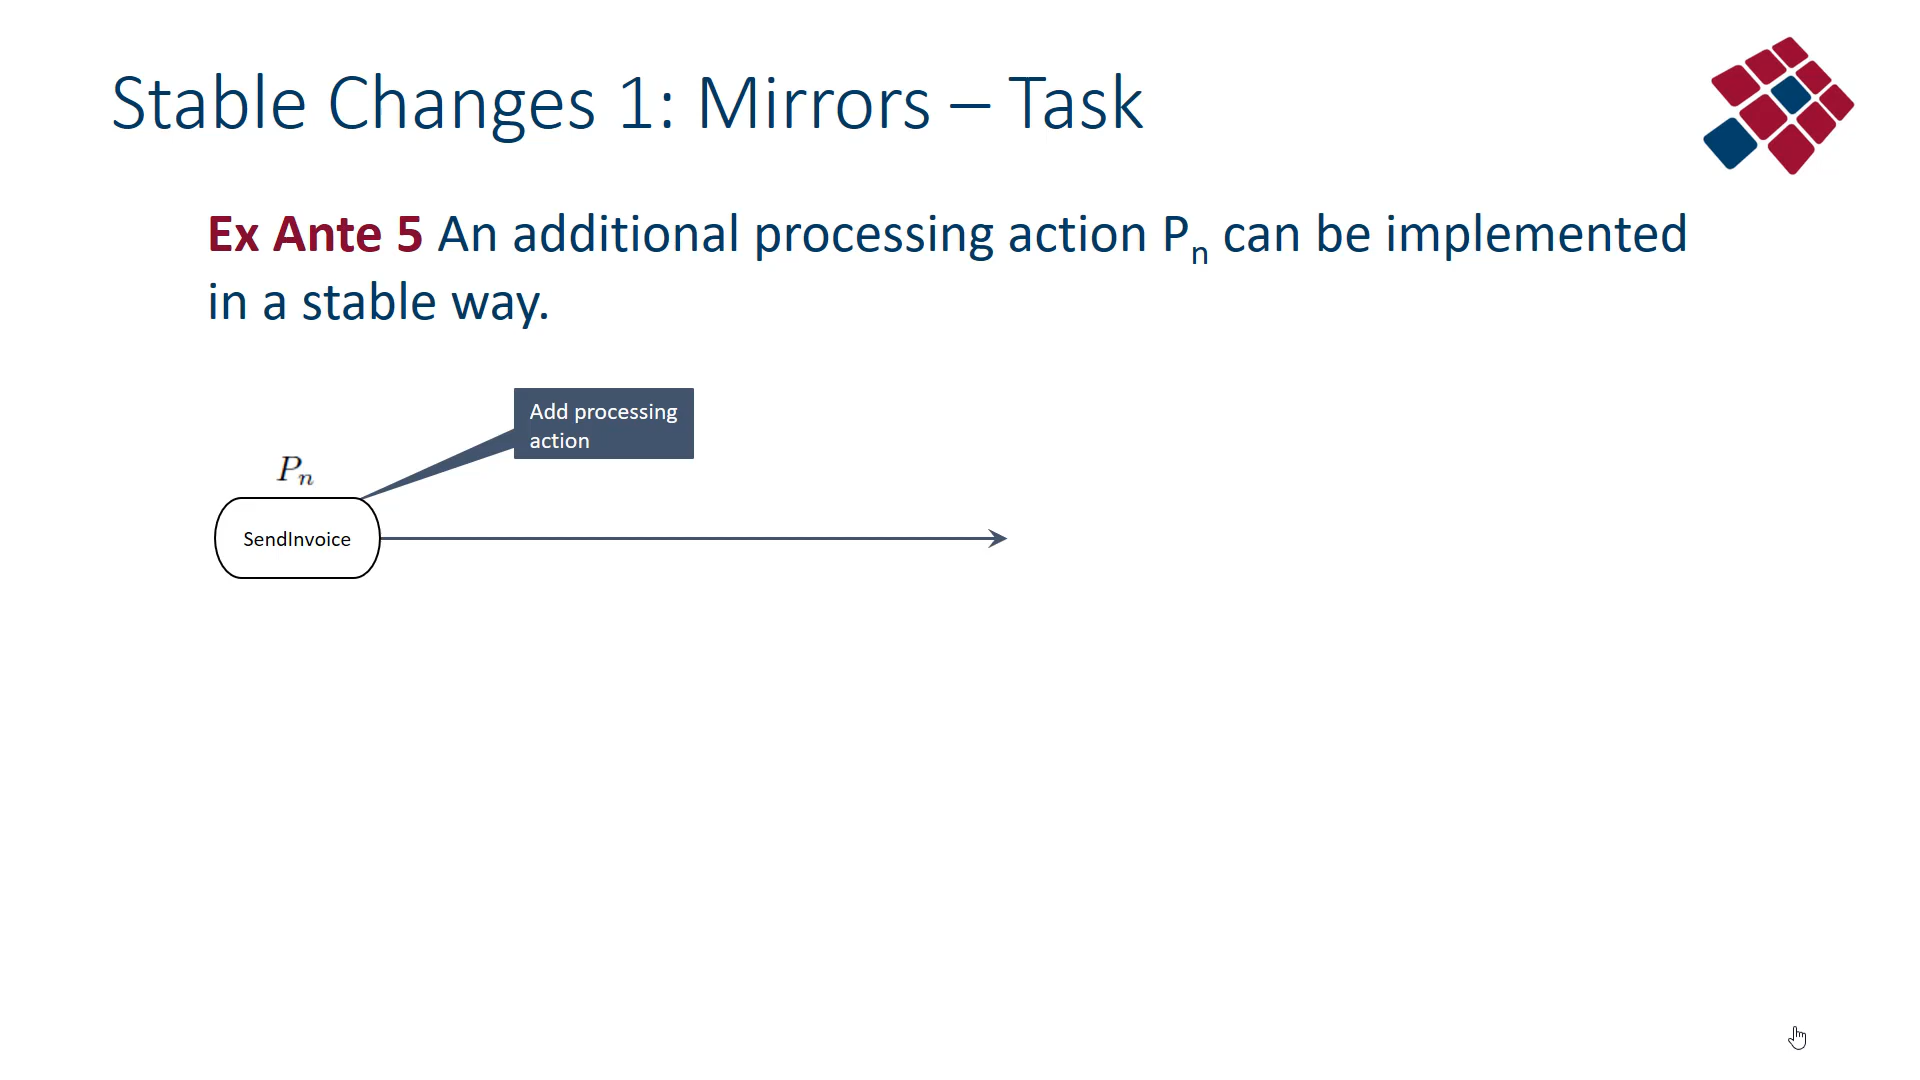 Stable Changes 1: Mirrors – Task
Ex Ante 5 An additional processing action Pn can be implemented
in a stable way.
Add processing
action
Pn
SendInvoice